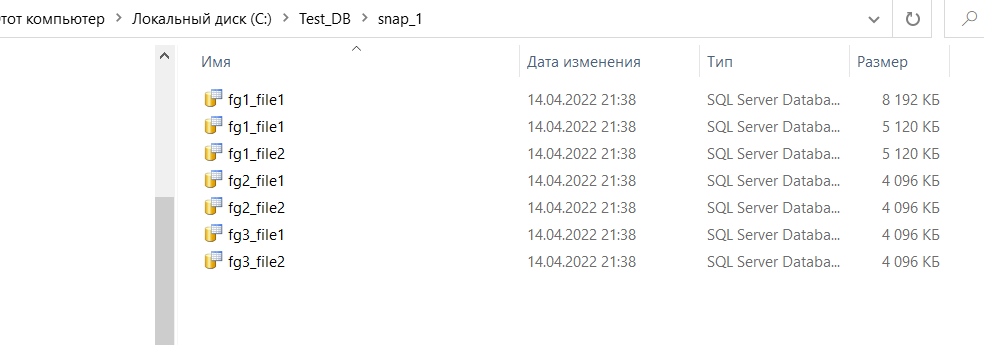 тот компьютер > Локальный диск (C:) > Test_DB > snap_1
Имя Дата изменения Тип Размер
fg1_file1 14.04.2022 21:38 SQL Server Databa... 8 192 КБ
fg1_file1 14.04.2022 21:38 SQL Server Databa... 5 120 КБ
fg1_file2 14.04.2022 21:38 SQL Server Databa... 5 120 КБ
fg2_file1 14.04.2022 21:38 SQL Server Databa... 4 096 КБ
fg2_file2 14.04.2022 21:38 SQL Server Databa... 4 096 КБ
fg3_file1 14.04.2022 21:38 SQL Server Databa... 4 096 КБ
fg3_file2 14.04.2022 21:38 SQL Server Databa... 4 096 КБ